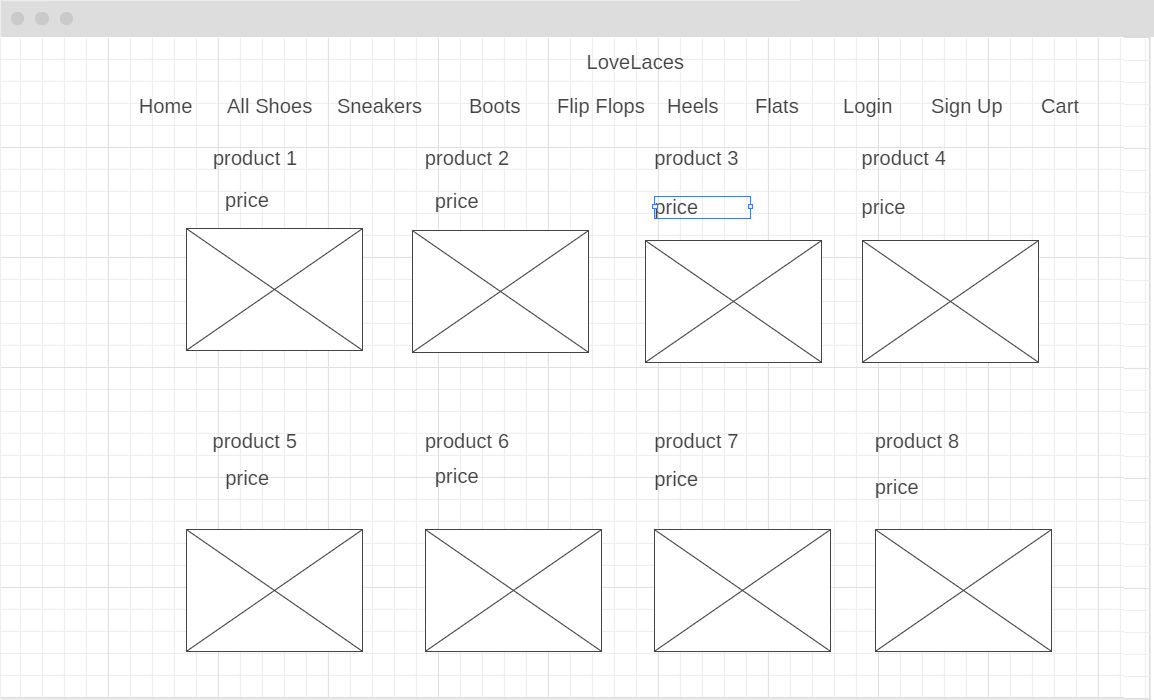 LoveLaces
Home All Shoes Sneakers Boots Flip Flops Heels Flats Login Sign Up Cart
product 1 product 2 product 3 product 4
price price price price
product 5 product 6 product 7 product 8
price price price price